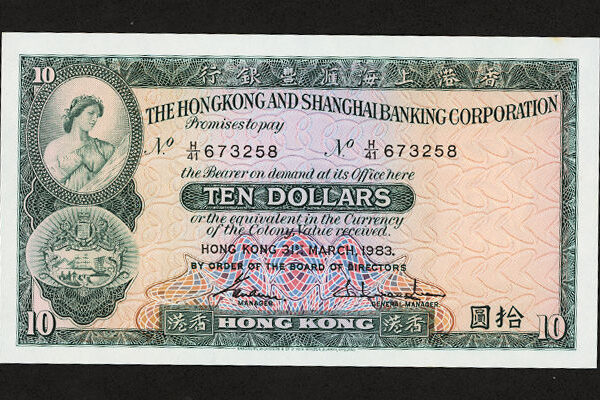 10
行銀豐滙海上港香
THE HONGKONG AND SHANGHAI BANKING CORPORATION
Promises to pay
No H/41 673258 No H/41 673258
the Bearer on demand at its Office here
TEN DOLLARS
or the equivalent in the Currency
of the Colony Value received.
HONG KONG 31ST MARCH, 1983.
BY ORDER OF THE BOARD OF DIRECTORS
MANAGER GENERAL MANAGER
10 港香 HONG KONG 港香 圓拾 10